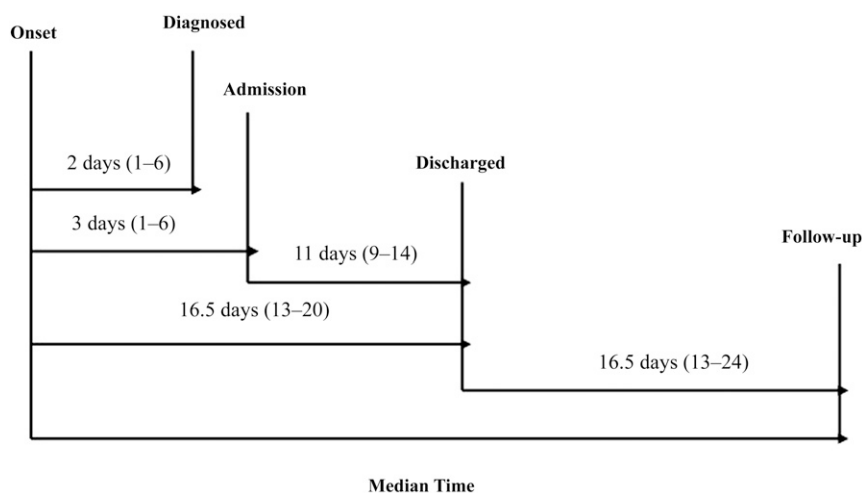 Onset
Diagnosed
Admission
2 days (1–6)
Discharged
3 days (1–6)
Follow-up
11 days (9–14)
16.5 days (13–20)
16.5 days (13–24)
Median Time